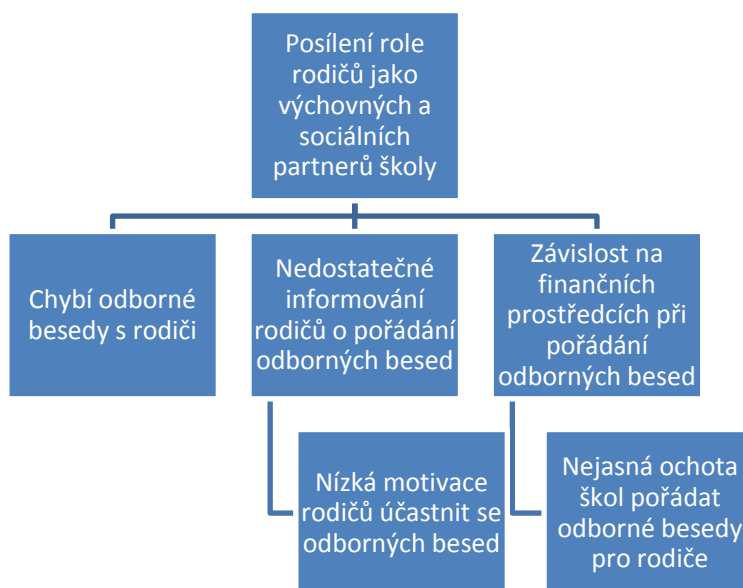 Posílení role
rodičů jako
výchovných a
sociálních
partnerů školy
Chybí odborné
besedy s rodiči
Nedostatečné
informování
rodičů o pořádání
odborných besed
Závislost na
finančních
prostředcích při
pořádání
odborných besed
Nízká motivace
rodičů účastnit se
odborných besed
Nejasná ochota
škol pořádat
odborné besedy
pro rodiče